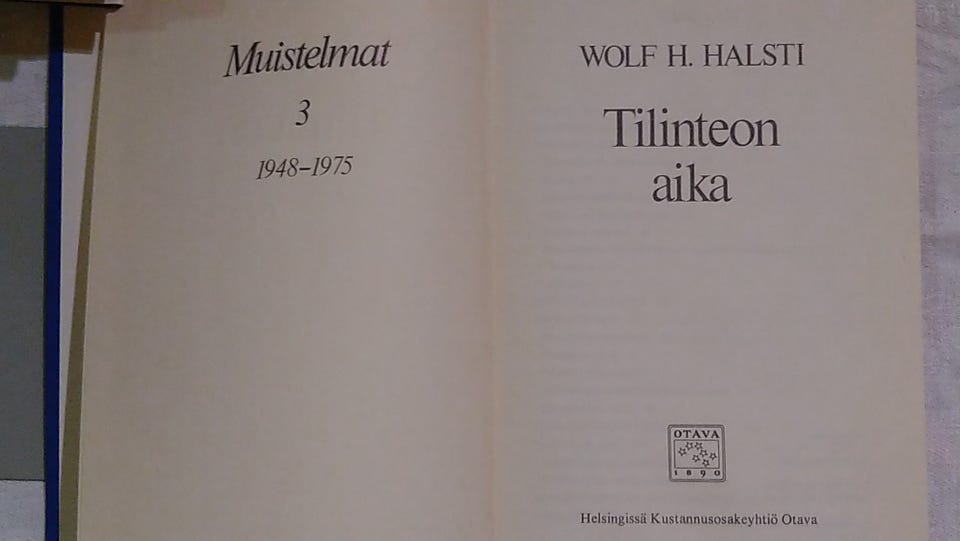 Muistelmat
3
1948–1975
WOLF H. HALSTI
Tilinteon
aika
OTAVA
1890
Helsingissä Kustannusosakeyhtiö Otava